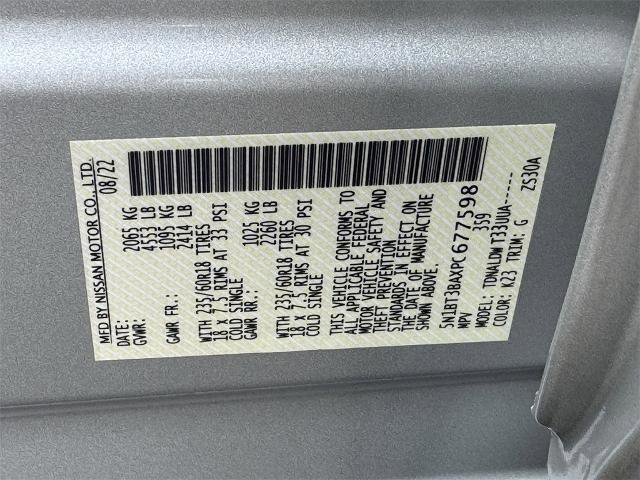 MFD BY NISSAN MOTOR CO., LTD.
DATE: 08/22
GVWR: 2065 KG
4553 LB
GAWR FR.: 1095 KG
2414 LB
WITH 235/60R18 TIRES
18 X 7.5 RIMS AT 33 PSI
COLD SINGLE
GAWR RR.: 1025 KG
2260 LB
WITH 235/60R18 TIRES
18 X 7.5 RIMS AT 30 PSI
COLD SINGLE
THIS VEHICLE CONFORMS TO
ALL APPLICABLE FEDERAL
MOTOR VEHICLE SAFETY AND
THEFT PREVENTION
STANDARDS IN EFFECT ON
THE DATE OF MANUFACTURE
SHOWN ABOVE.
5N1BT3BAXPC677598
MPV 359
MODEL: TDNALDW T33UUA-----
COLOR: K23 TRIM: G ZS30A